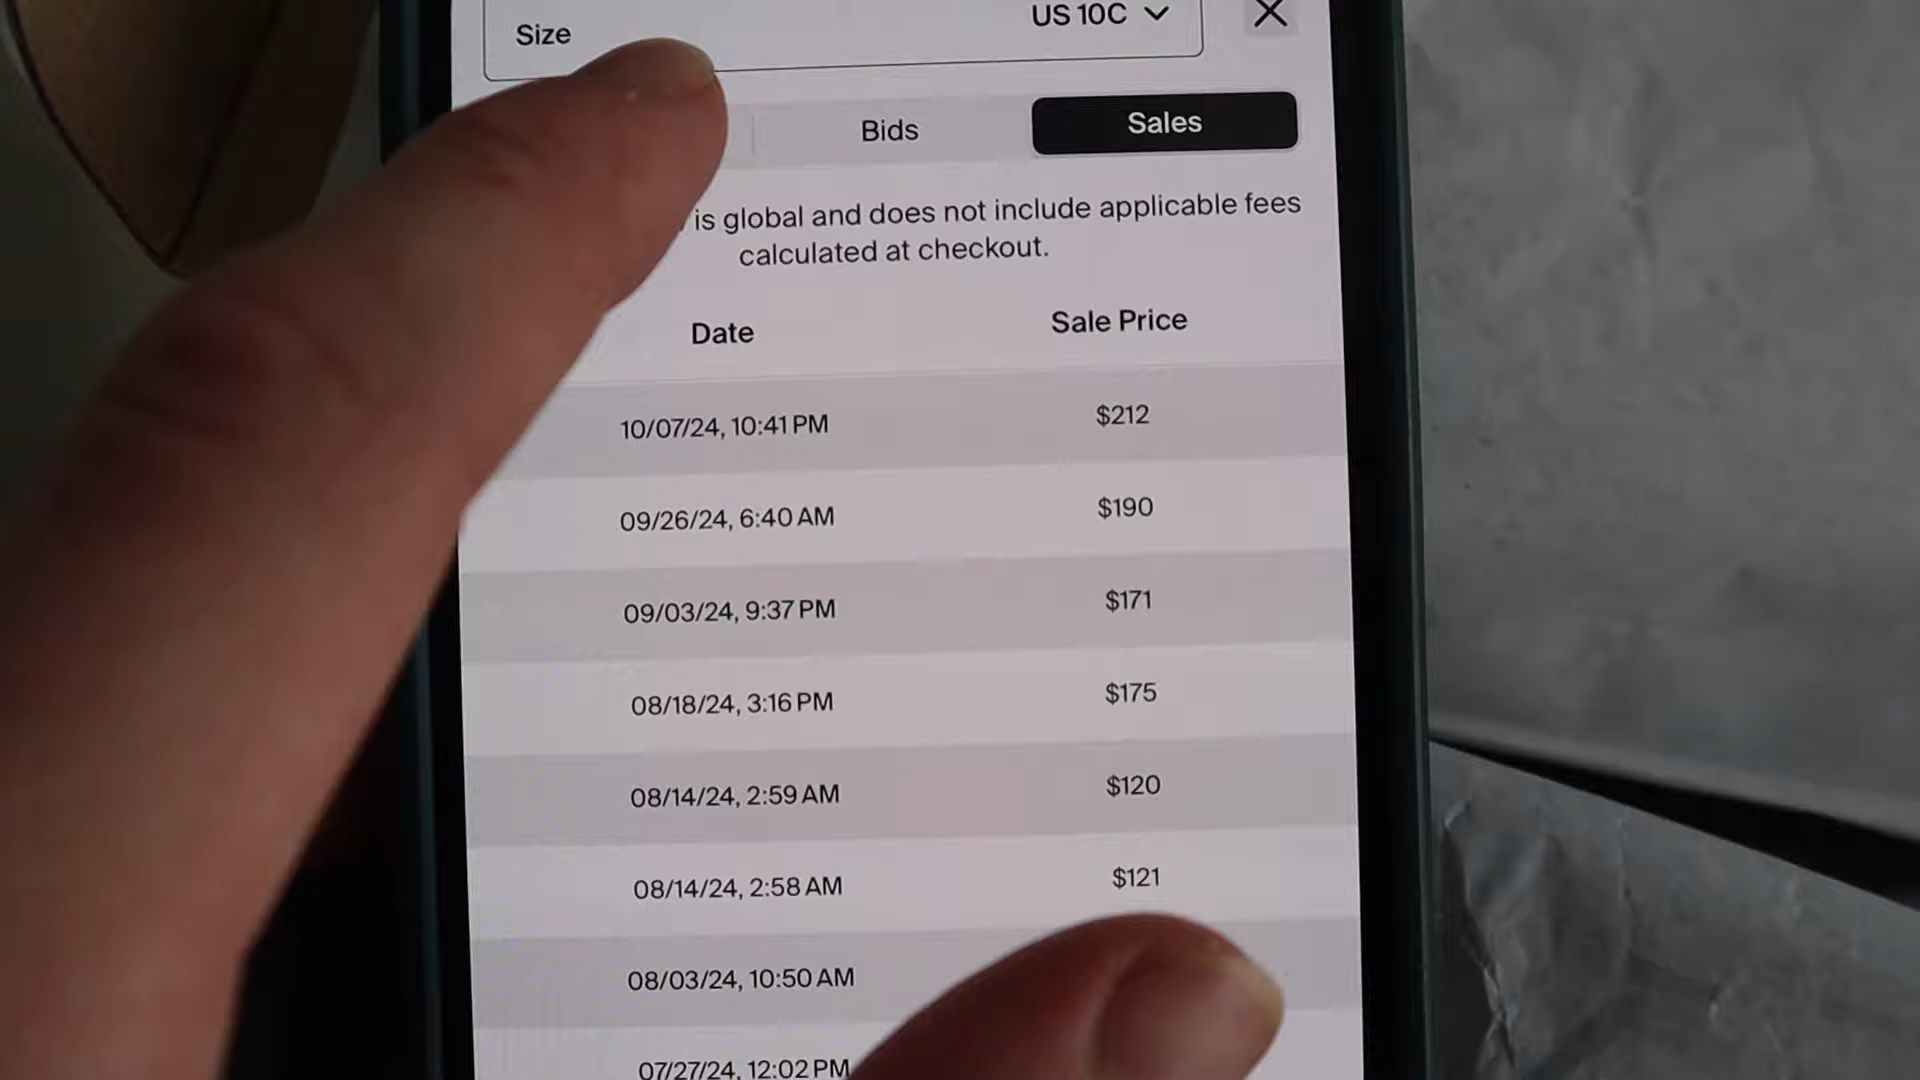 Size US 10C
Bids Sales
is global and does not include applicable fees
calculated at checkout.
Date Sale Price
10/07/24, 10:41 PM $212
09/26/24, 6:40 AM $190
09/03/24, 9:37 PM $171
08/18/24, 3:16 PM $175
08/14/24, 2:59 AM $120
08/14/24, 2:58 AM $121
08/03/24, 10:50 AM
07/27/24, 12:02 PM